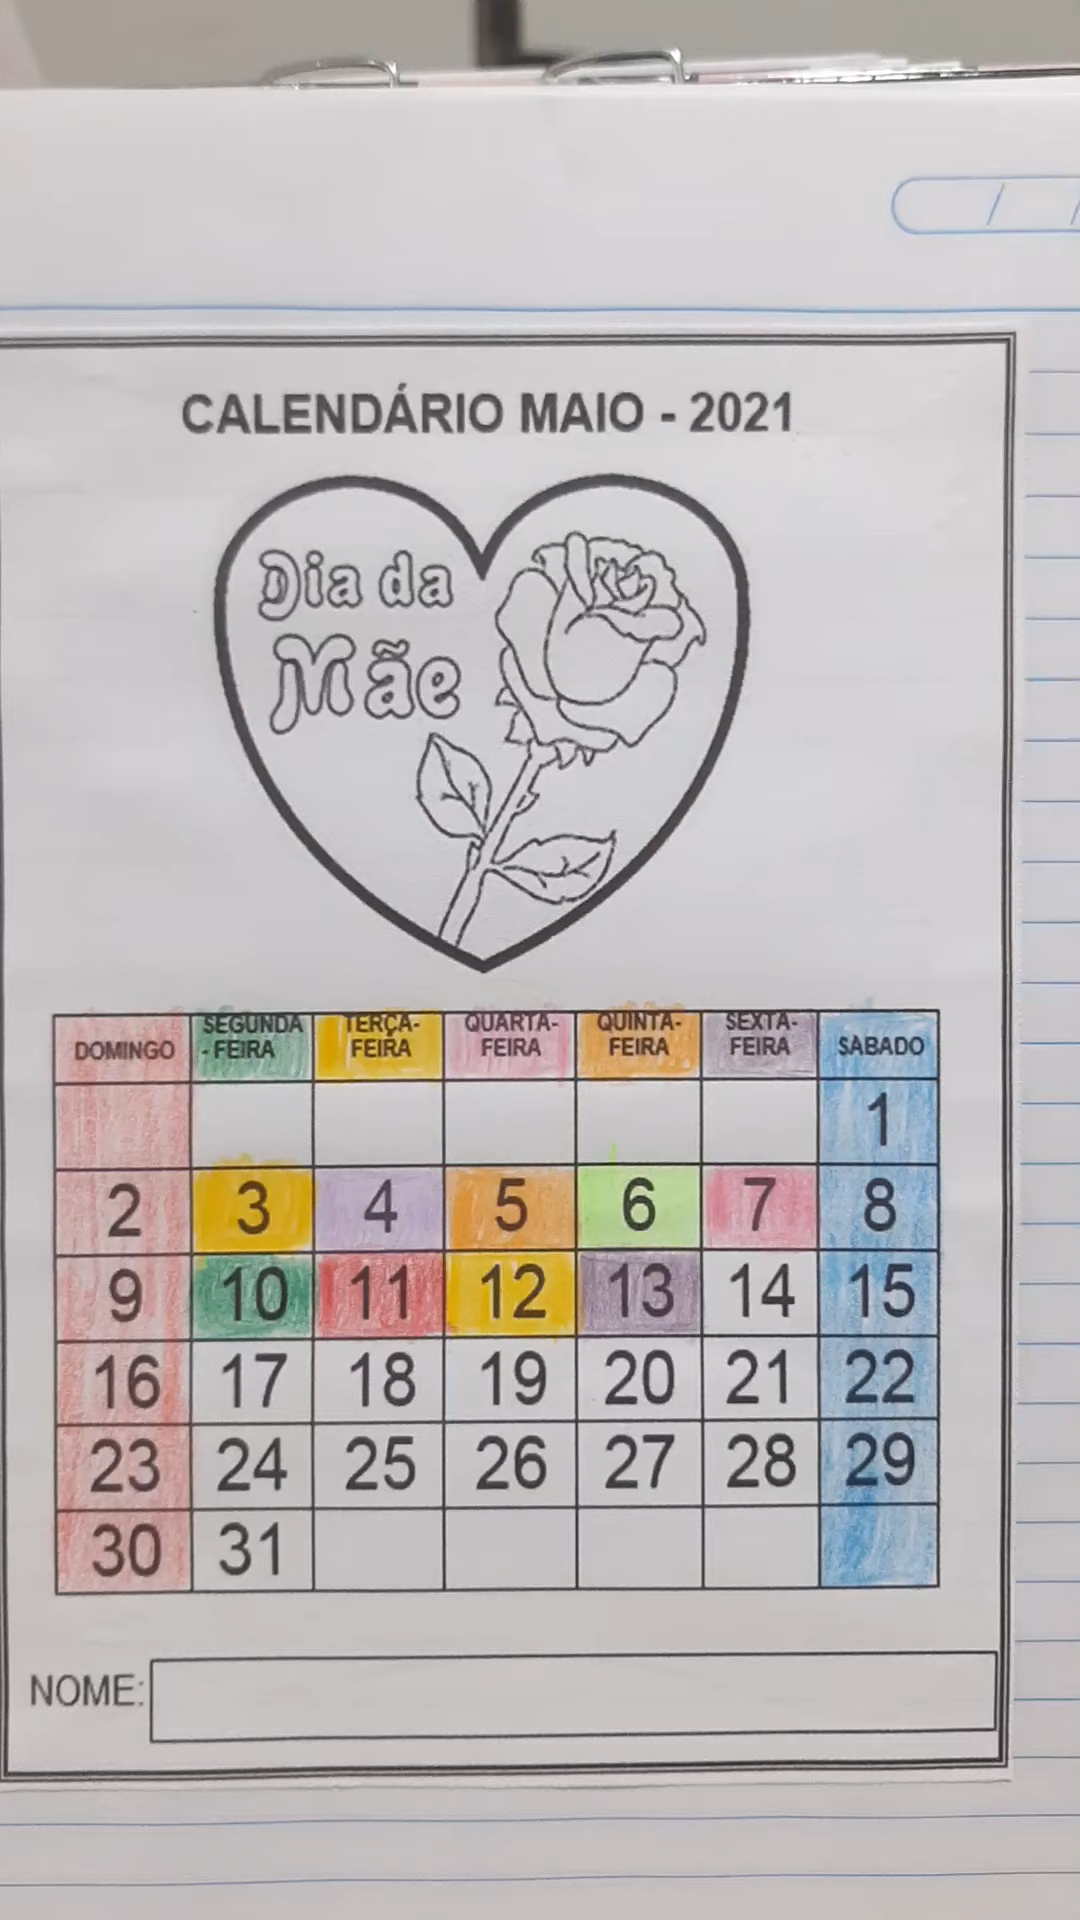 CALENDÁRIO MAIO - 2021
Dia da
Mãe
DOMINGO SEGUNDA - FEIRA TERÇA- FEIRA QUARTA- FEIRA QUINTA- FEIRA SEXTA- FEIRA SABADO
1
2 3 4 5 6 7 8
9 10 11 12 13 14 15
16 17 18 19 20 21 22
23 24 25 26 27 28 29
30 31
NOME: